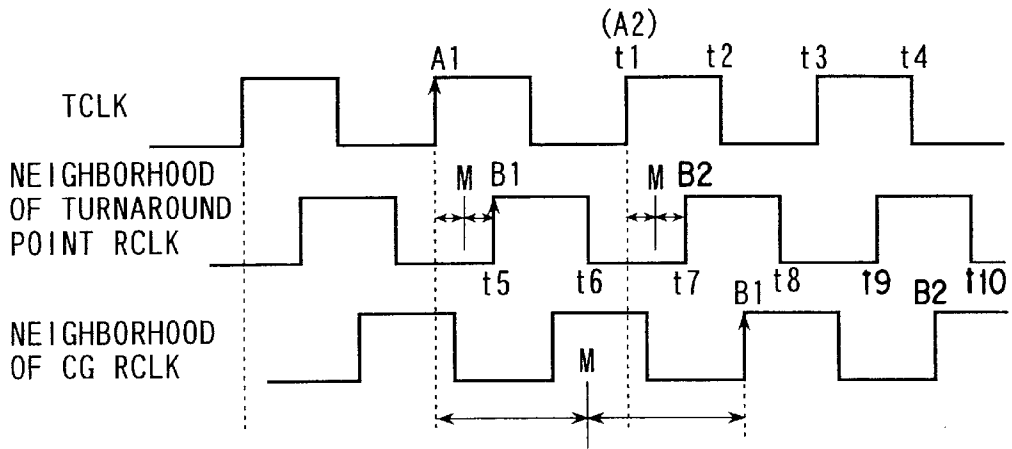 (A2)
A1 t1 t2 t3 t4
TCLK
NEIGHBORHOOD
OF TURNAROUND
POINT RCLK
M B1 M B2
t5 t6 t7 t8 t9 t10
NEIGHBORHOOD
OF CG RCLK
B1 B2
M